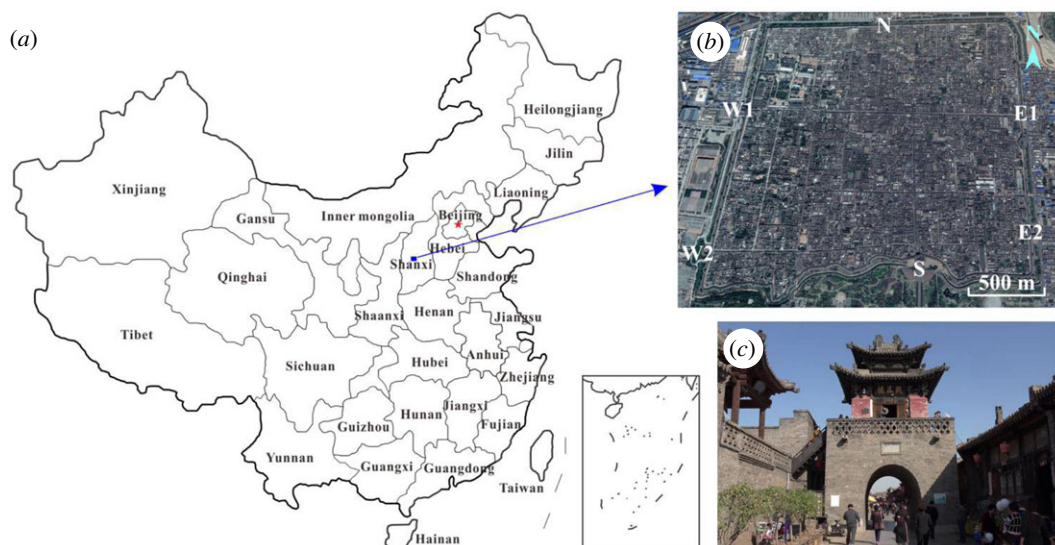 (a)
Heilongjiang
Jilin
Liaoning
Xinjiang
Gansu
Inner mongolia
Beijing
Hebei
Shanxi
Qinghai
Shandong
Tibet
Shaanxi
Henan
Jiangsu
Sichuan
Hubei
Anhui
Zhejiang
Hunan
Jiangxi
Guizhou
Fujian
Yunnan
Guangxi
Guangdong
Taiwan
Hainan
(b)
N
N
W1
E1
E2
W2
S
500 m
(c)